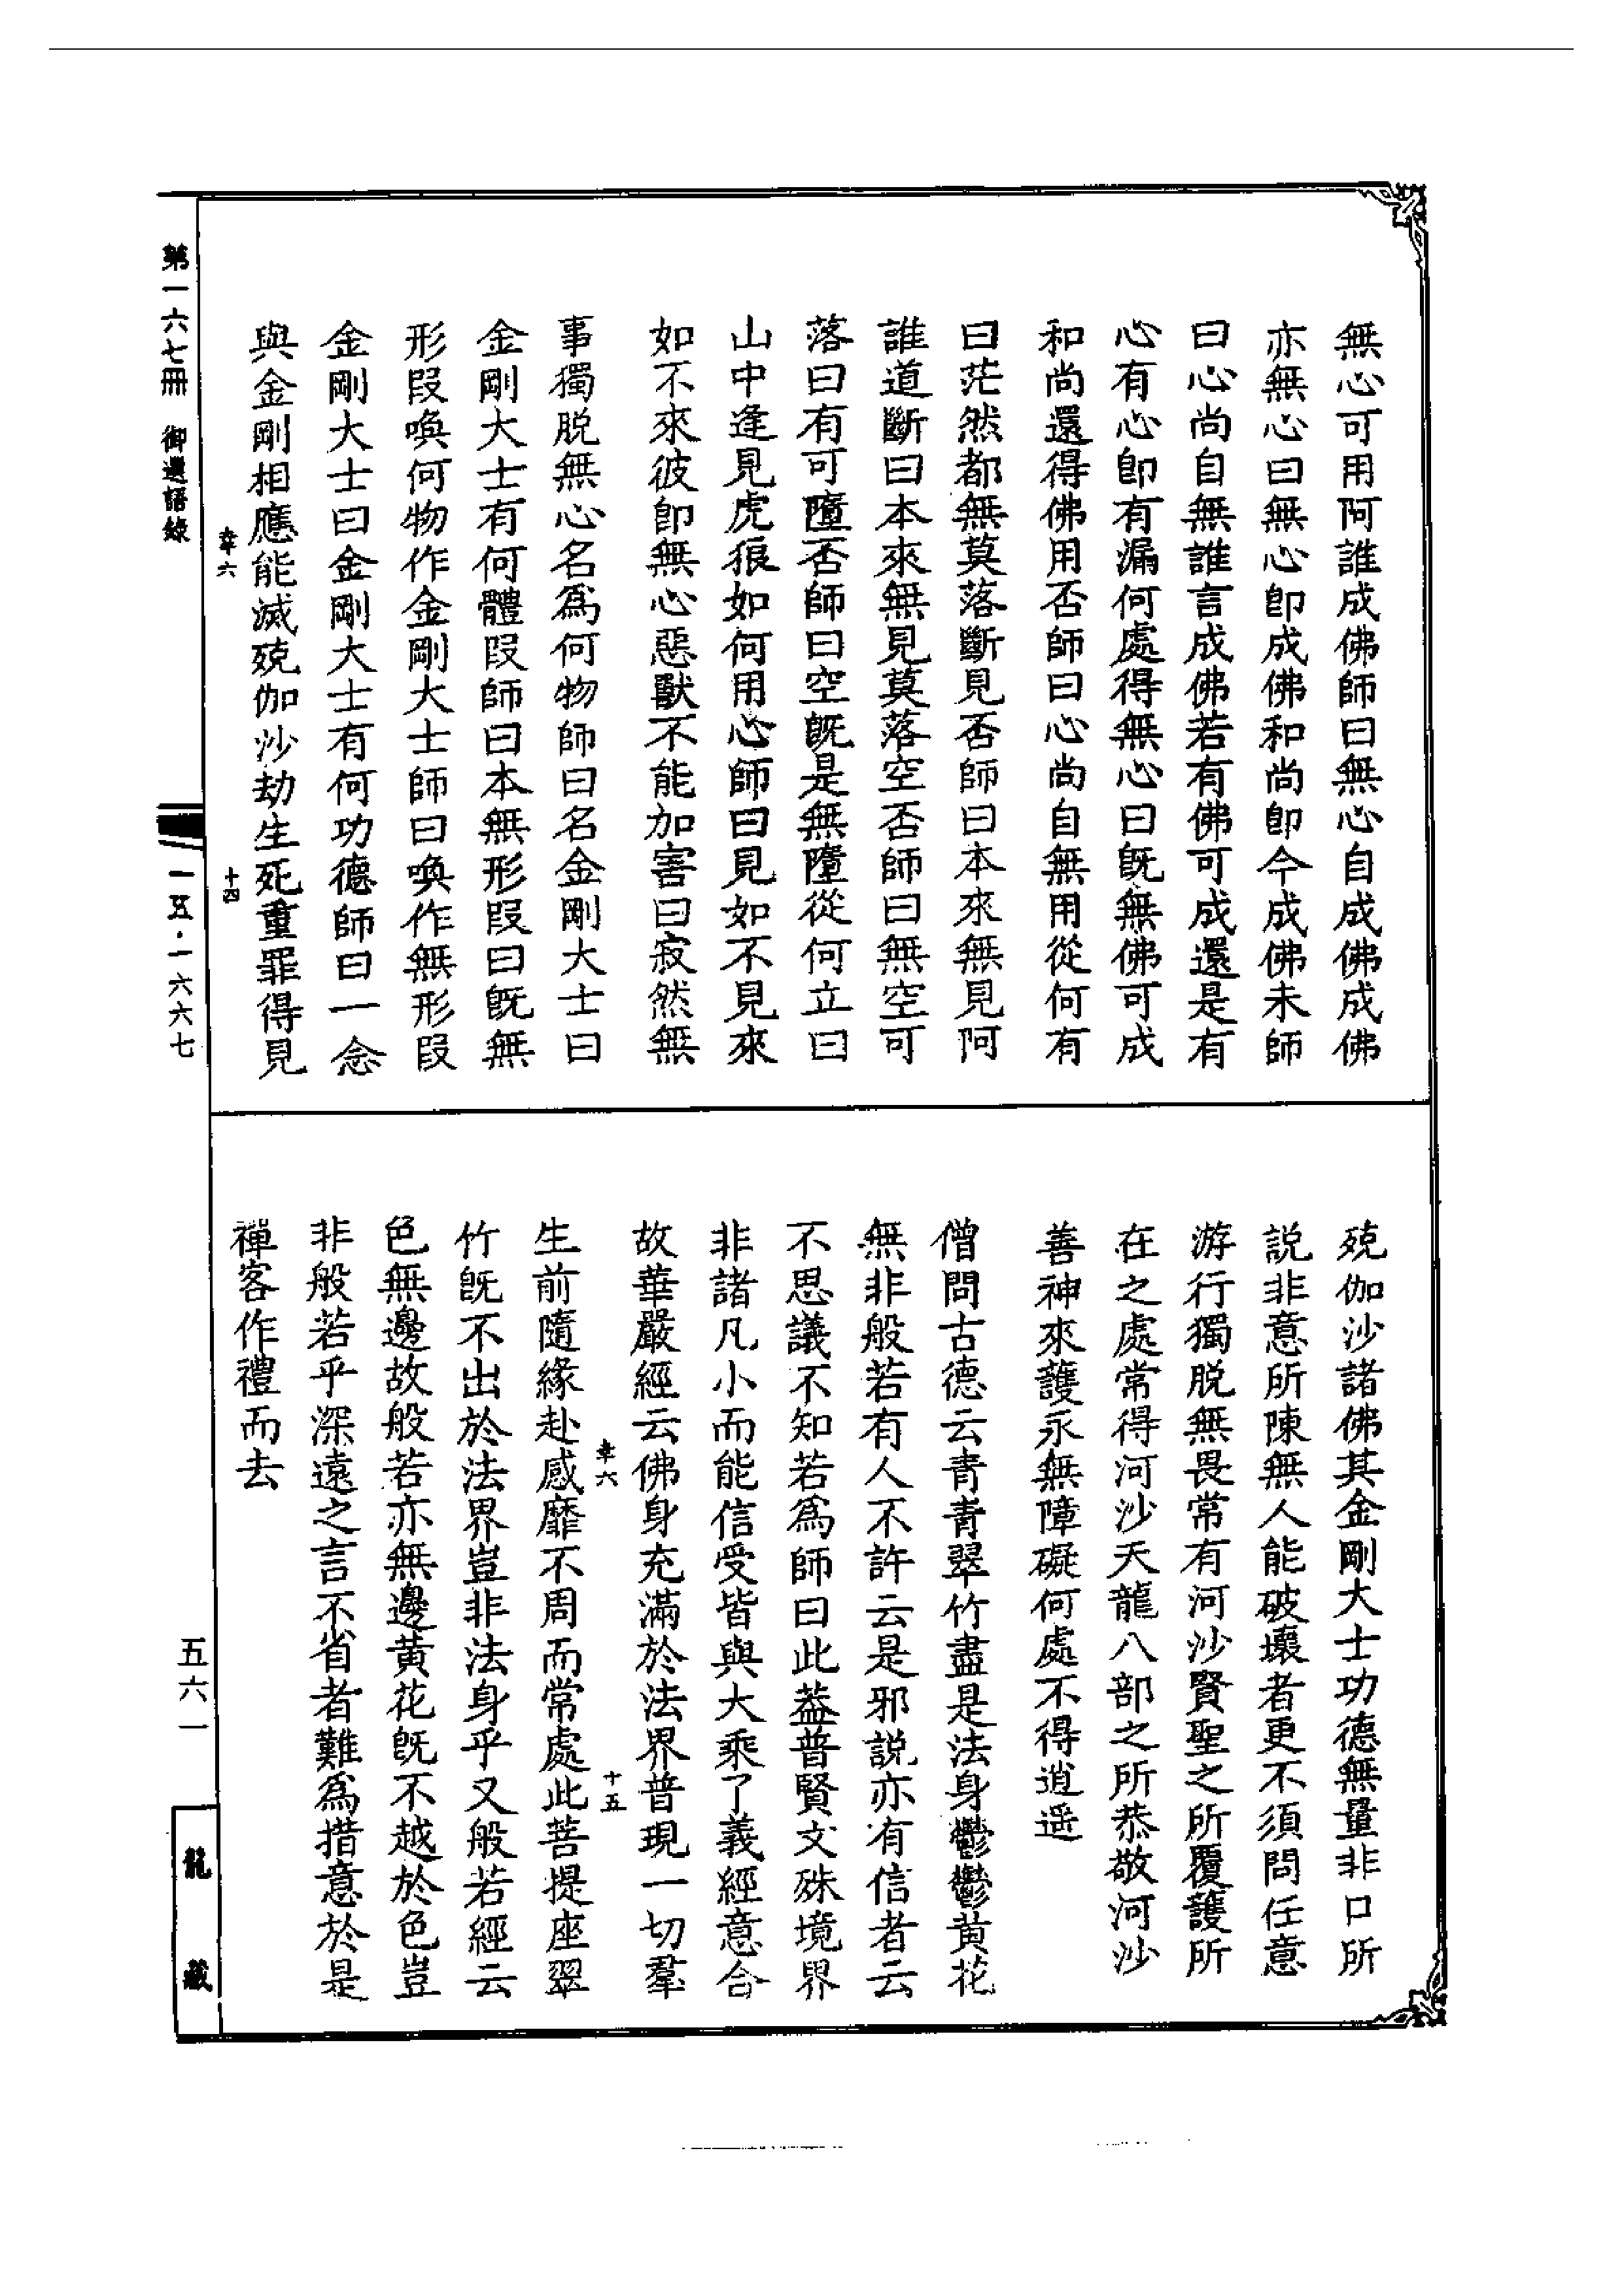 無心可用阿誰成佛師曰無心自成佛成佛
亦無心曰無心即成佛和尚即今成佛未師
曰心尚自無誰言成佛若有佛可成還是有
心有心即有漏何處得無心曰旣無佛可成
和尚還得佛用否師曰心尚自無用從何有
曰茫然都無莫落斷見否師曰本來無見阿
誰道斷曰本來無見莫落空否師曰無空可
落曰有可墮否師曰空旣是無墮從何立曰
山中逢見虎狼如何用心師曰見如不見來
如不來彼即無心惡獸不能加害曰寂然無
事獨脫無心名爲何物師曰名金剛大士曰
金剛大士有何體段師曰本無形段曰旣無
形段喚何物作金剛大士師曰喚作無形段
金剛大士曰金剛大士有何功德師曰一念
與金剛相應能滅殑伽沙劫生死重罪得見
幸六
十四
殑伽沙諸佛其金剛大士功德無量非口所
説非意所陳無人能破壞者更不須問任意
游行獨脫無畏常有河沙賢聖之所覆護所
在之處常得河沙天龍八部之所恭敬河沙
善神來護永無障礙何處不得逍遥
僧問古德云青青翠竹盡是法身鬱鬱黄花
無非般若有人不許云是邪説亦有信者云
不思議不知若爲師曰此葢普賢文殊境界
非諸凡小而能信受皆與大乘了義經意合
故華嚴經云佛身充滿於法界普現一切羣
幸六
十五
生前隨緣赴感靡不周而常處此菩提座翠
竹旣不出於法界豈非法身乎又般若經云
色無邊故般若亦無邊黄花旣不越於色豈
非般若乎深遠之言不省者難爲措意於是
禪客作禮而去
第一六七冊 御選語錄
一五·一六六七
五六一
龍藏